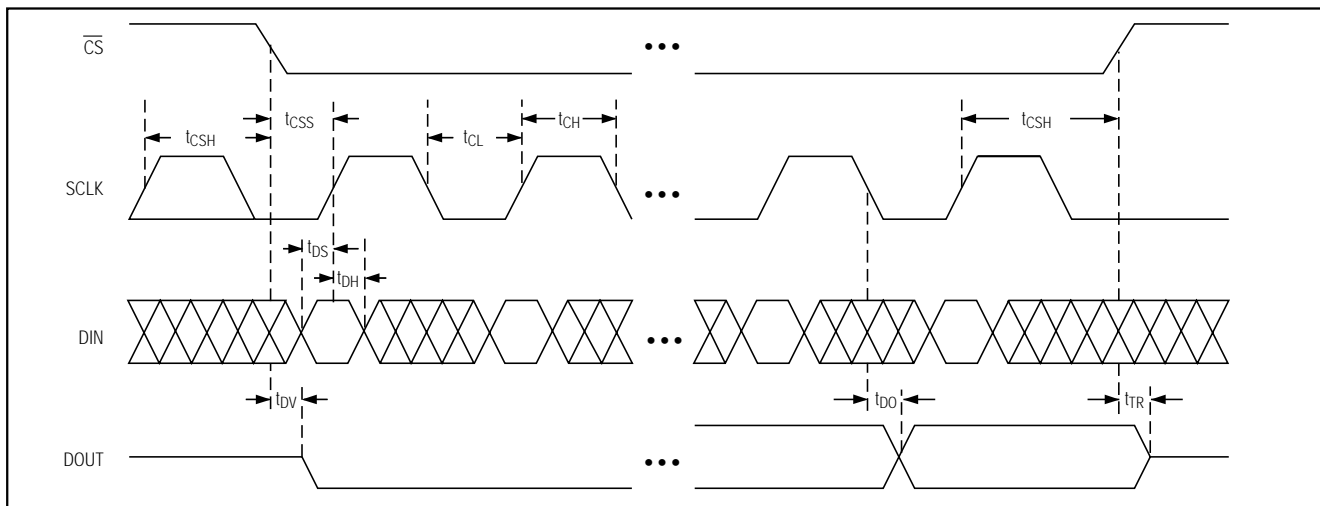 CS
tCSH
tCSS
tCL
tCH
tCSH
SCLK
tDS
tDH
DIN
tDV
tDO
tTR
DOUT